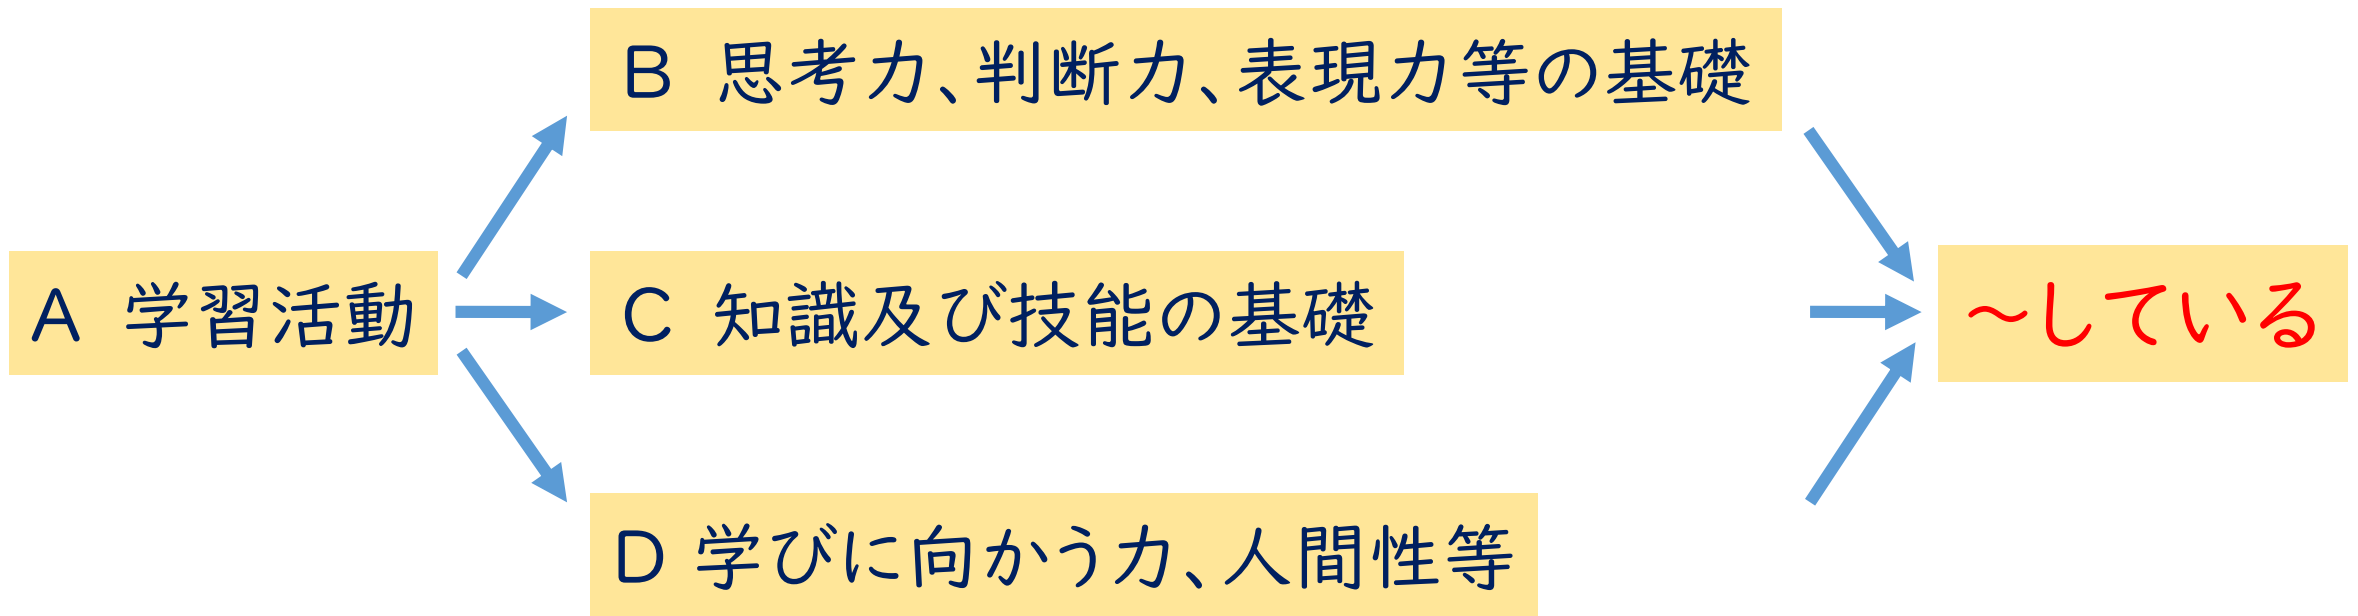 A 学習活動
B 思考力、判断力、表現力等の基礎
C 知識及び技能の基礎
D 学びに向かう力、人間性等
～している